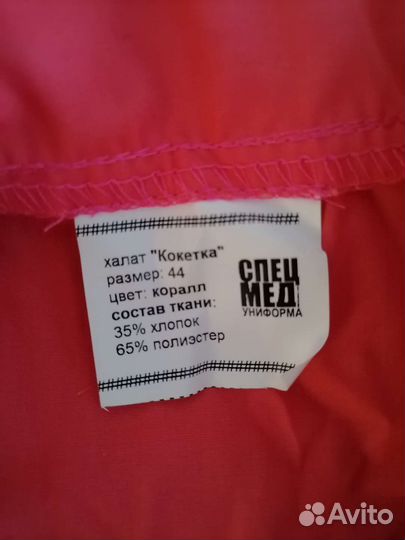 халат "Кокетка"
размер: 44
цвет: коралл
состав ткани:
35% хлопок
65% полиэстер
СПЕЦ
МЕД
УНИФОРМА
Avito